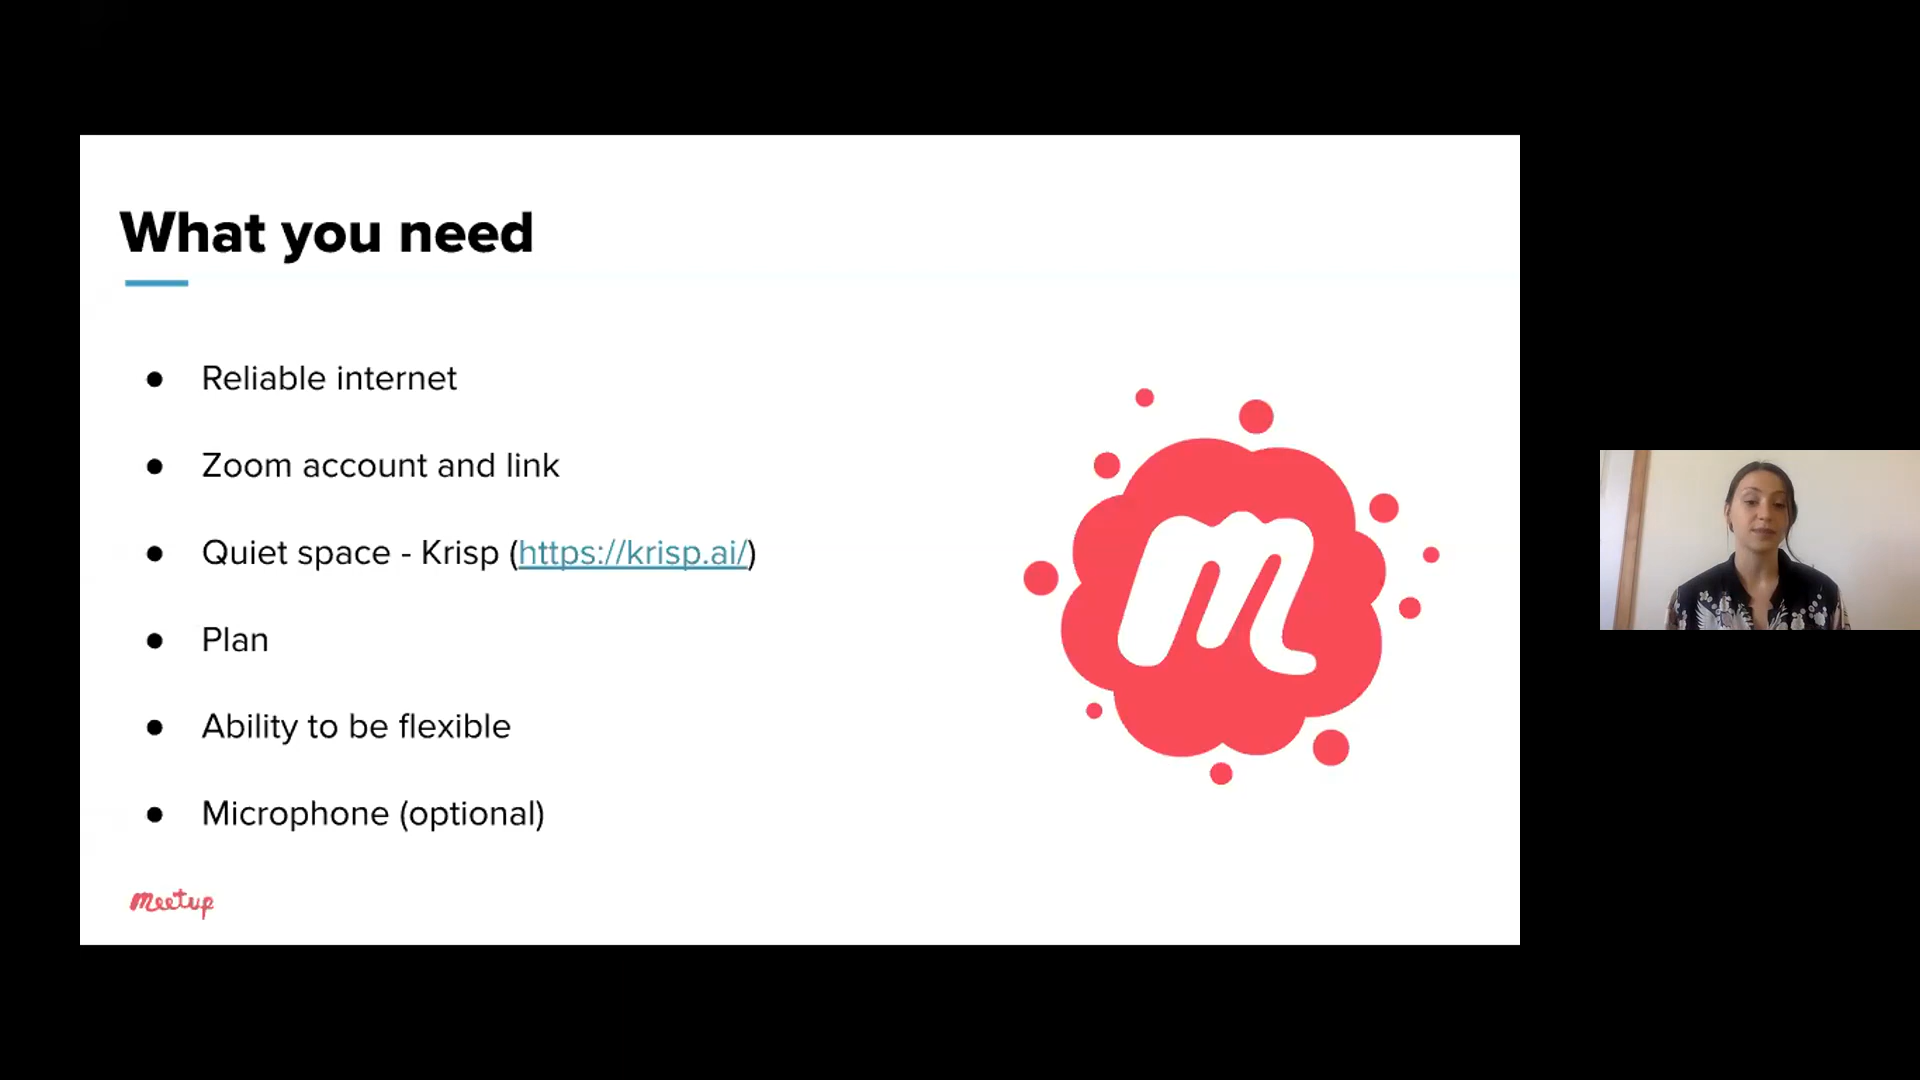 What you need
● Reliable internet
● Zoom account and link
● Quiet space - Krisp (https://krisp.ai/)
● Plan
● Ability to be flexible
● Microphone (optional)
m
meetup